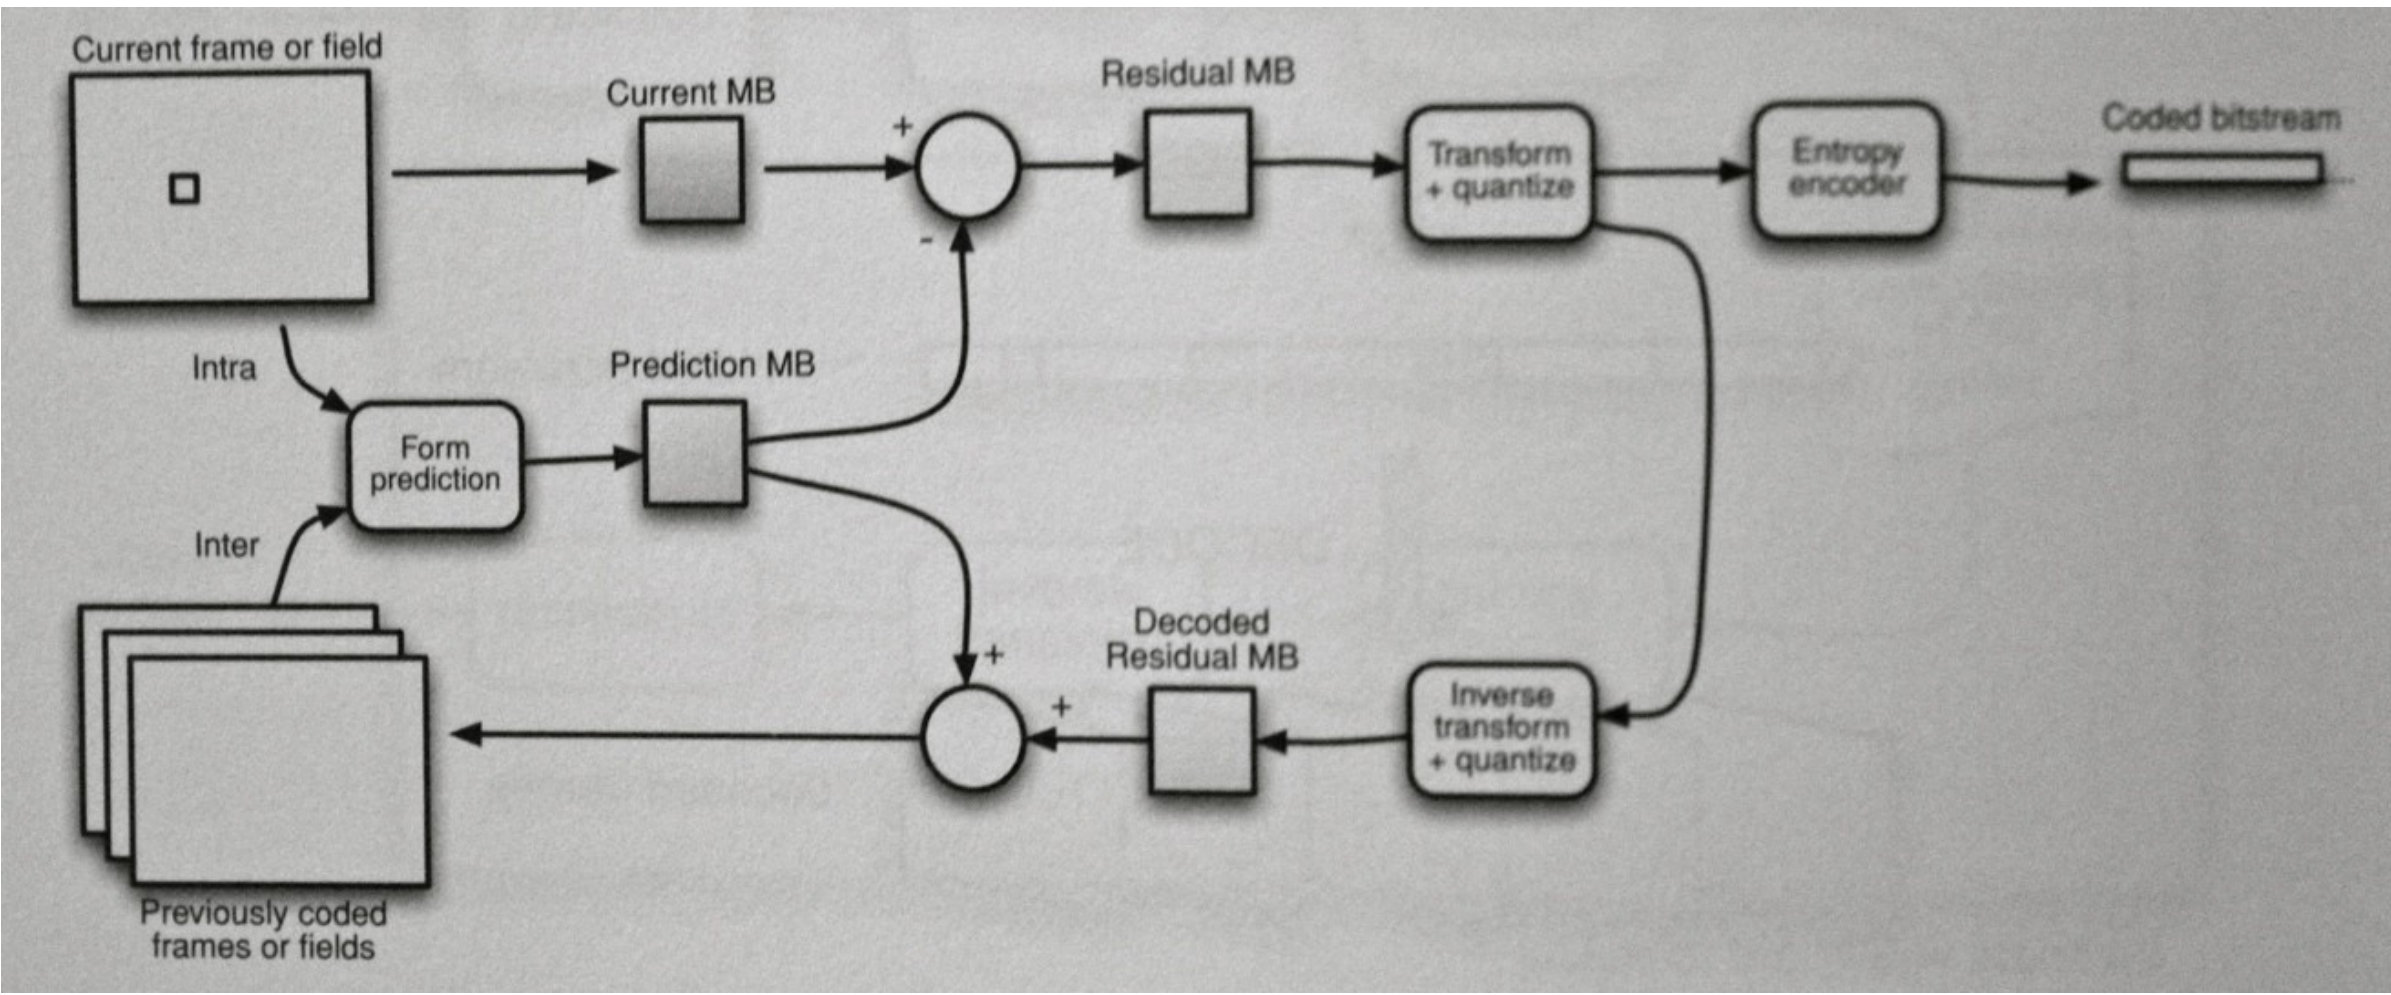 Current frame or field
Current MB
Residual MB
+
-
Transform
+ quantize
Entropy
encoder
Coded bitstream
Intra
Prediction MB
Form
prediction
Inter
+
+
Decoded
Residual MB
Inverse
transform
+ quantize
Previously coded
frames or fields